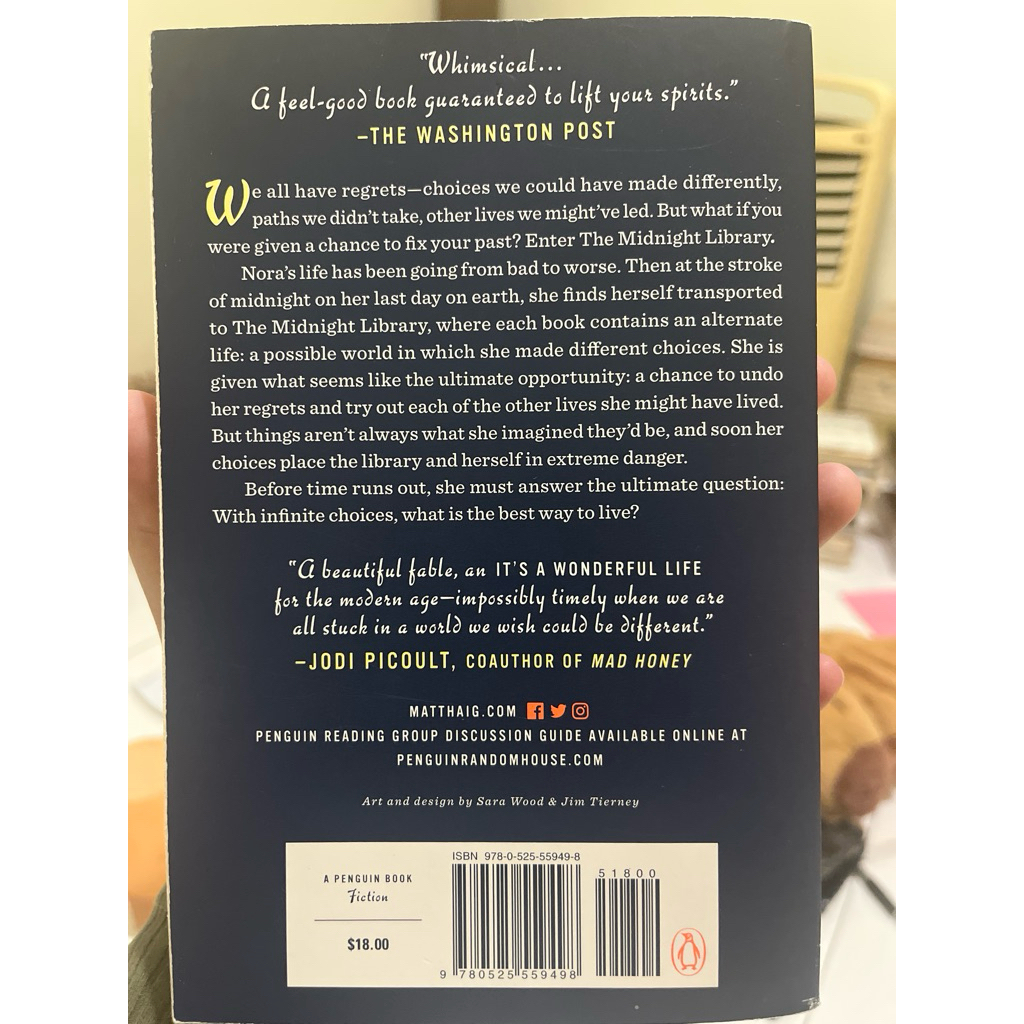 "Whimsical...
A feel-good book guaranteed to lift your spirits."
–THE WASHINGTON POST
We all have regrets—choices we could have made differently,
paths we didn't take, other lives we might've led. But what if you
were given a chance to fix your past? Enter The Midnight Library.
Nora's life has been going from bad to worse. Then at the stroke
of midnight on her last day on earth, she finds herself transported
to The Midnight Library, where each book contains an alternate
life: a possible world in which she made different choices. She is
given what seems like the ultimate opportunity: a chance to undo
her regrets and try out each of the other lives she might have lived.
But things aren't always what she imagined they'd be, and soon her
choices place the library and herself in extreme danger.
Before time runs out, she must answer the ultimate question:
With infinite choices, what is the best way to live?
"A beautiful fable, an IT'S A WONDERFUL LIFE
for the modern age—impossibly timely when we are
all stuck in a world we wish could be different."
–JODI PICOULT, COAUTHOR OF MAD HONEY
MATTHAIG.COM
PENGUIN READING GROUP DISCUSSION GUIDE AVAILABLE ONLINE AT
PENGUINRANDOMHOUSE.COM
Art and design by Sara Wood & Jim Tierney
A PENGUIN BOOK
Fiction
$18.00
ISBN 978-0-525-55949-8
51800
9 780525 559498